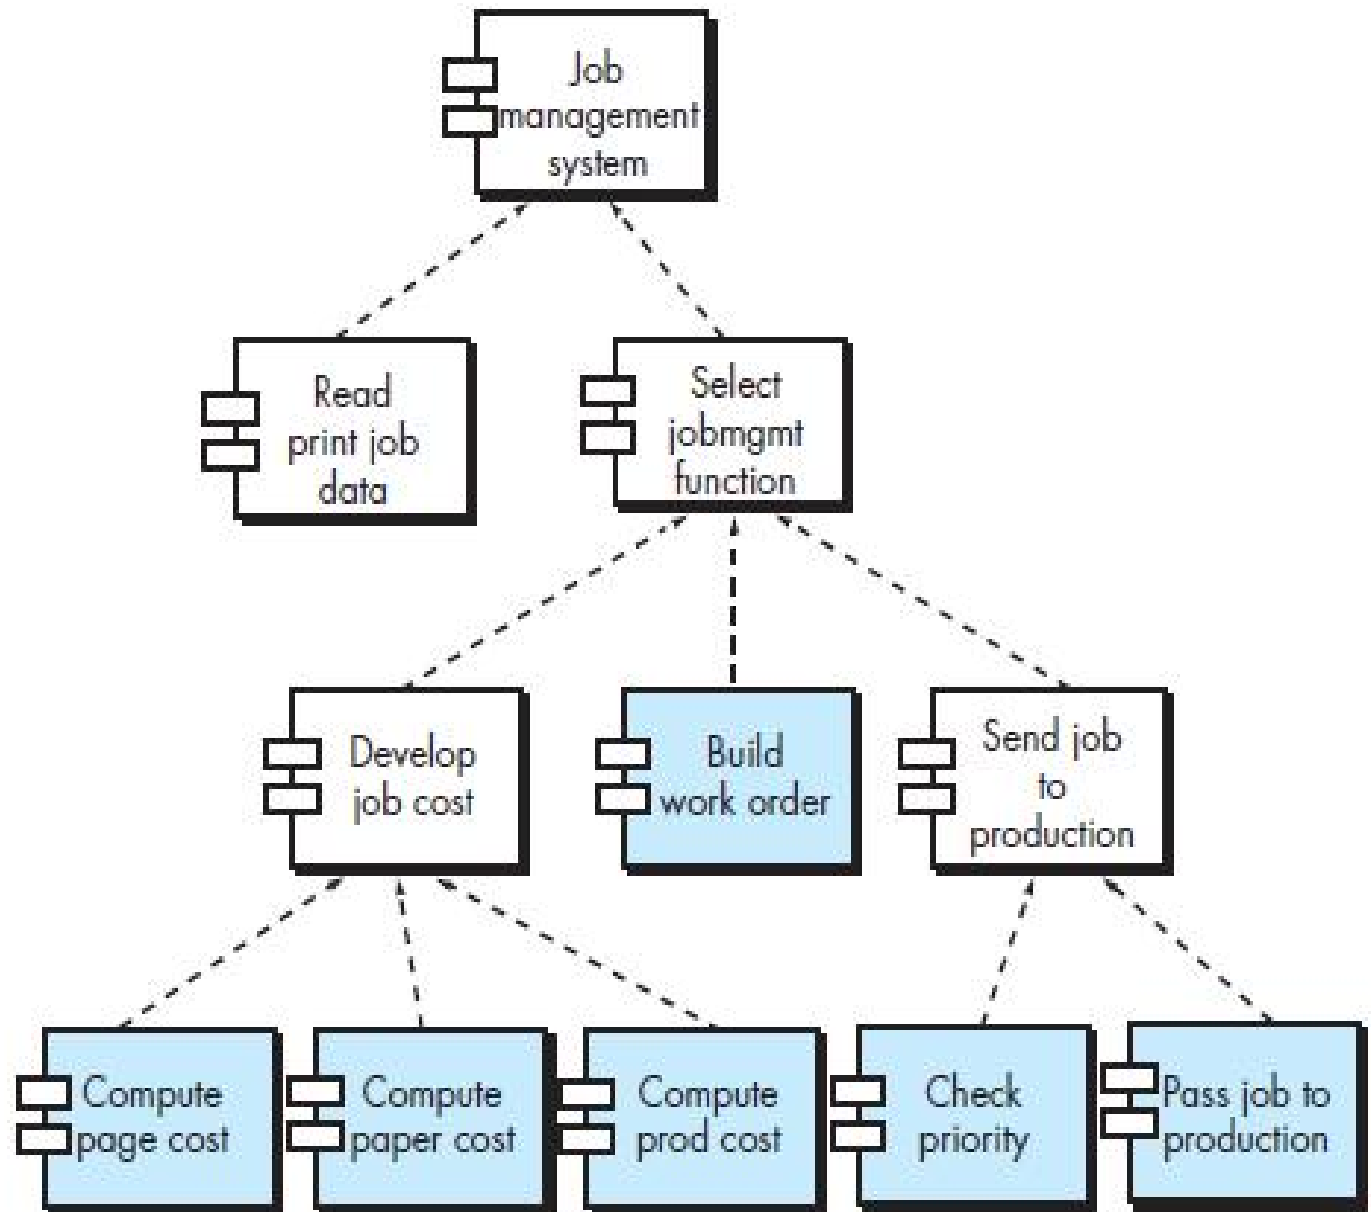 Job
management
system
Read
print job
data
Select
jobmgmt
function
Develop
job cost
Build
work order
Send job
to
production
Compute
page cost
Compute
paper cost
Compute
prod cost
Check
priority
Pass job to
production